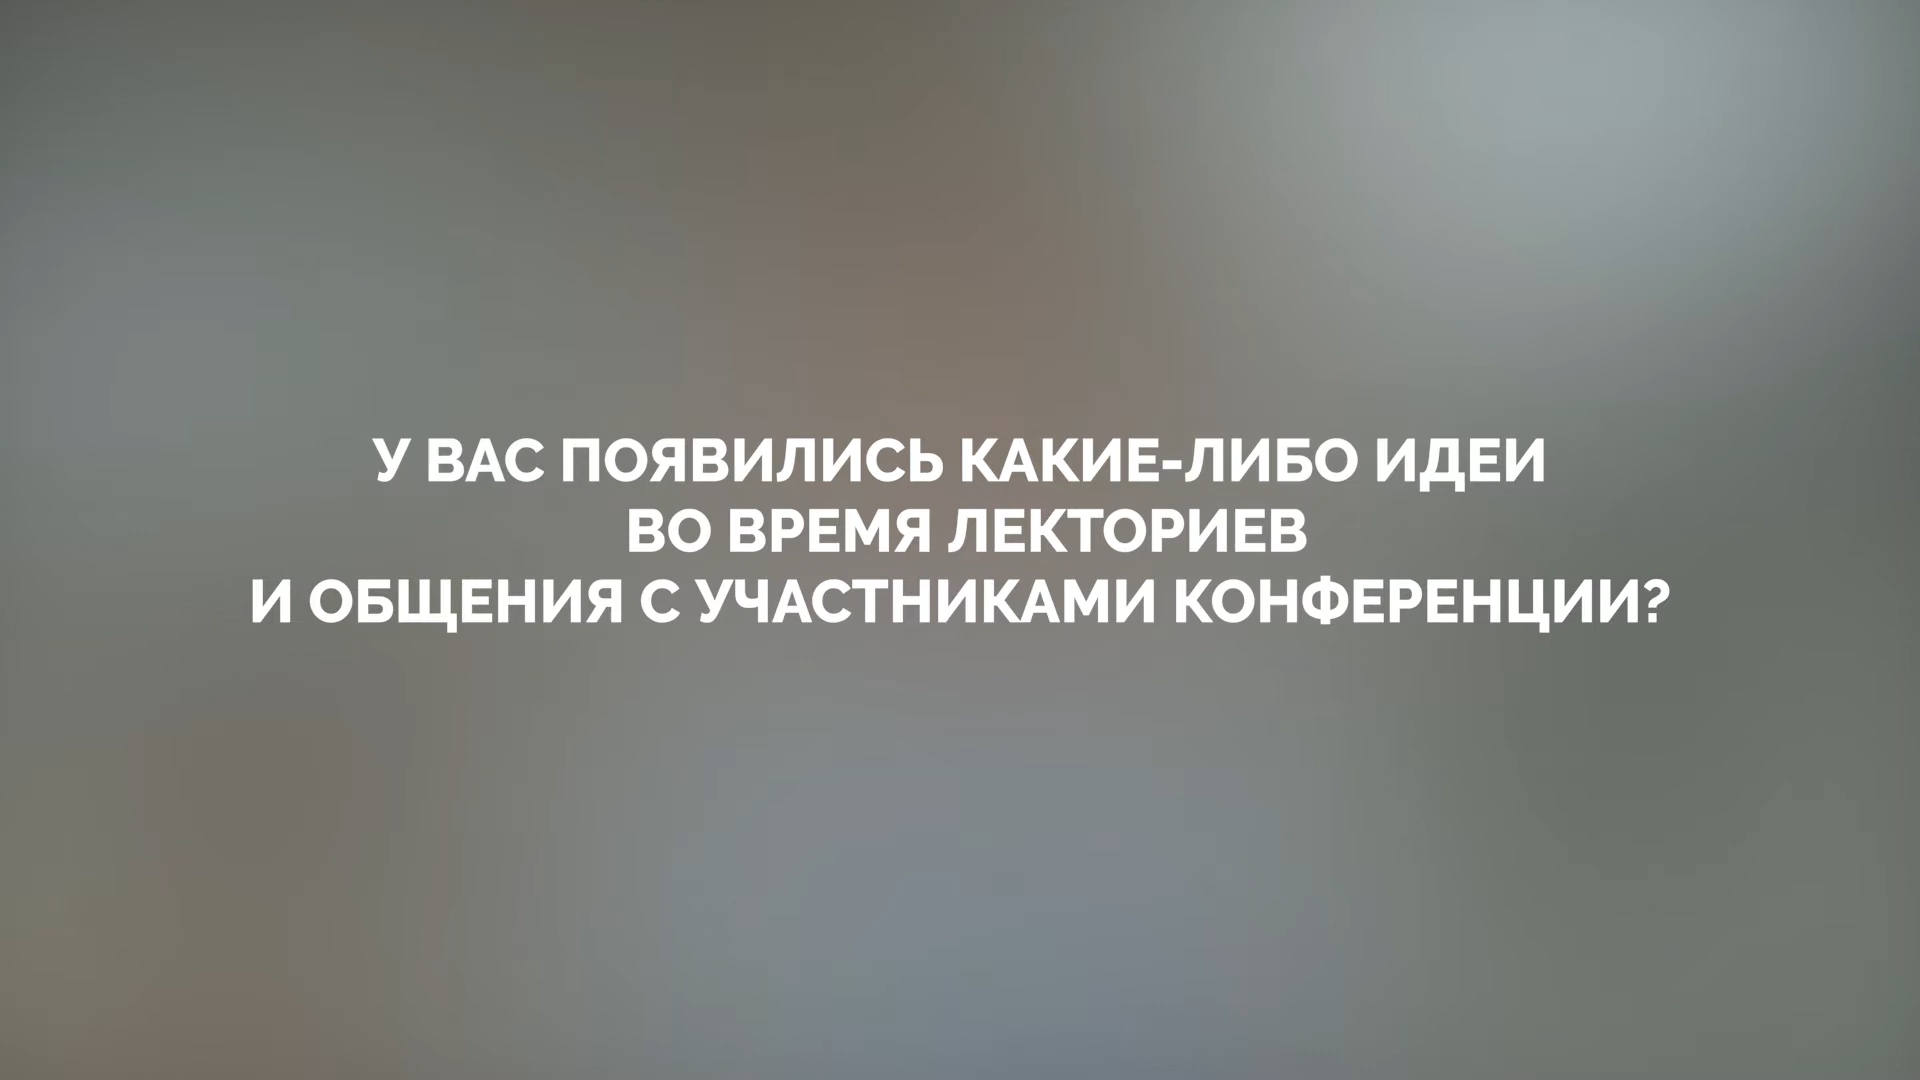 У ВАС ПОЯВИЛИСЬ КАКИЕ-ЛИБО ИДЕИ
ВО ВРЕМЯ ЛЕКТОРИЕВ
И ОБЩЕНИЯ С УЧАСТНИКАМИ КОНФЕРЕНЦИИ?